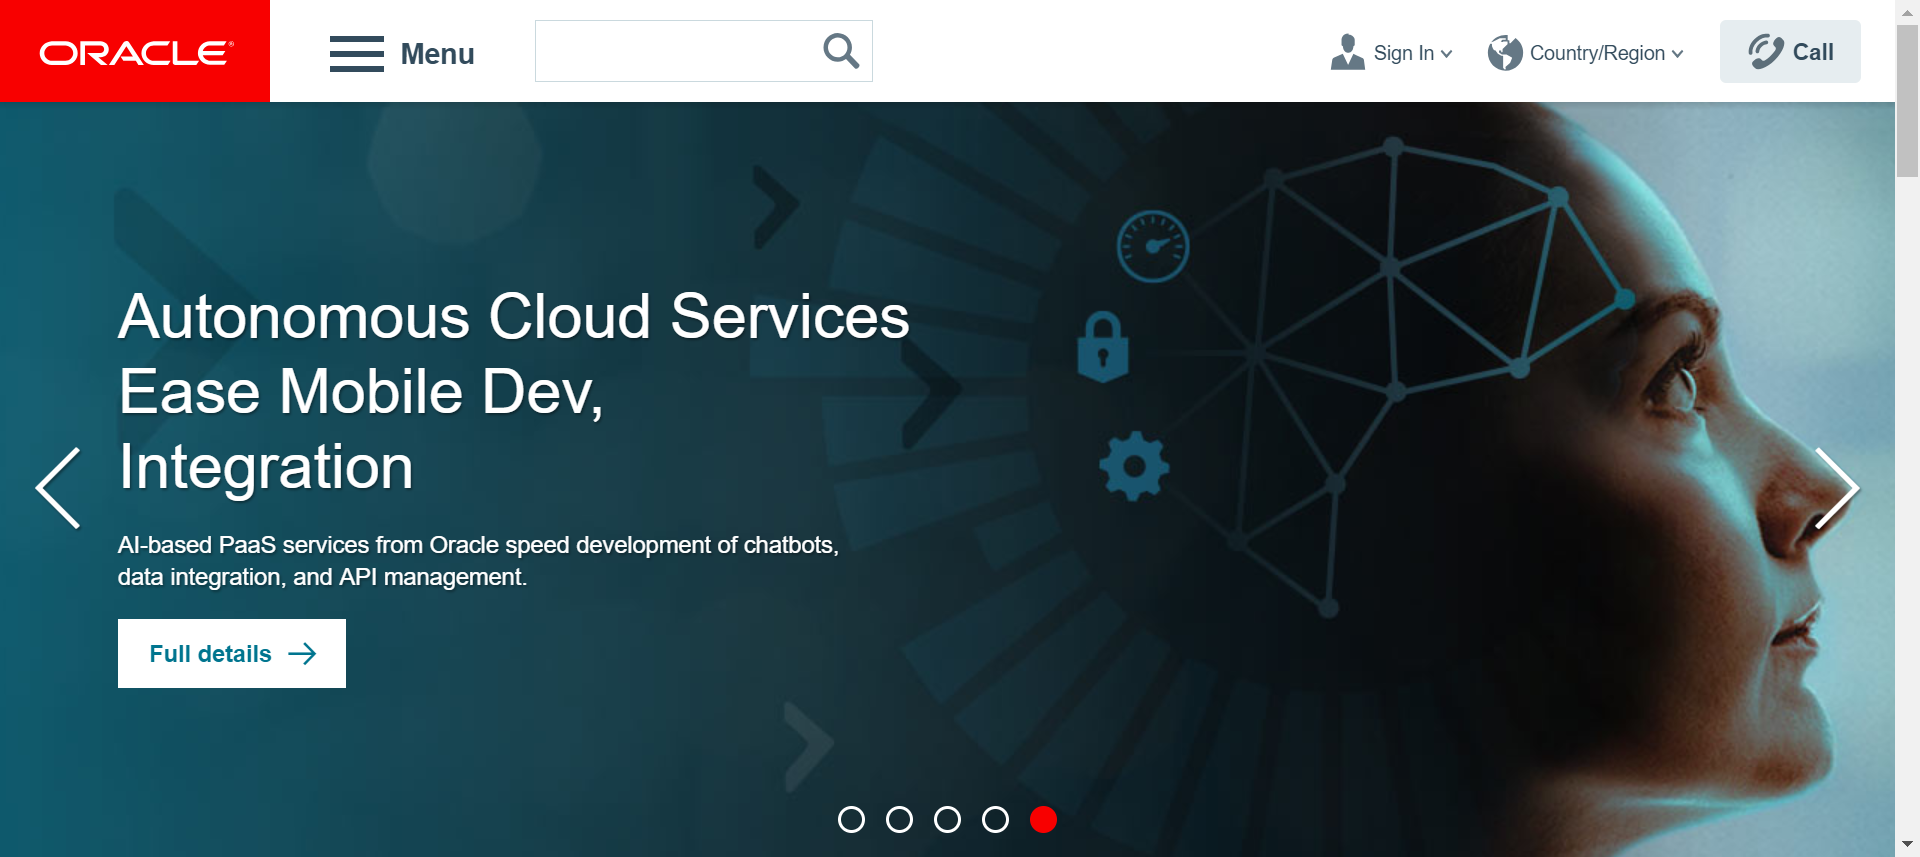 ORACLE®
Menu
Sign In
Country/Region
Call
Autonomous Cloud Services
Ease Mobile Dev,
Integration
AI-based PaaS services from Oracle speed development of chatbots,
data integration, and API management.
Full details